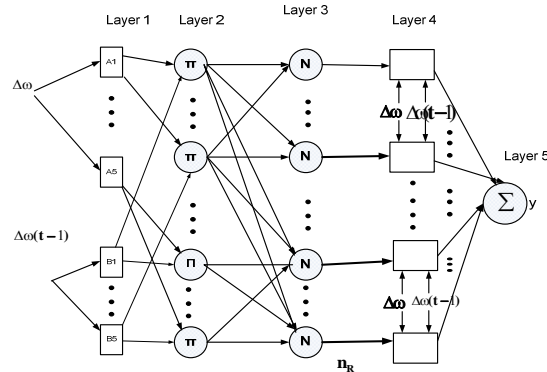 Layer 1
Layer 2
Layer 3
Layer 4
A1
π
N
Δω
Δω
Δω(t−1)
A5
π
N
Layer 5
Σ
y
Δω(t−1)
B1
Π
N
Δω
Δω(t−1)
B5
π
N
n_R